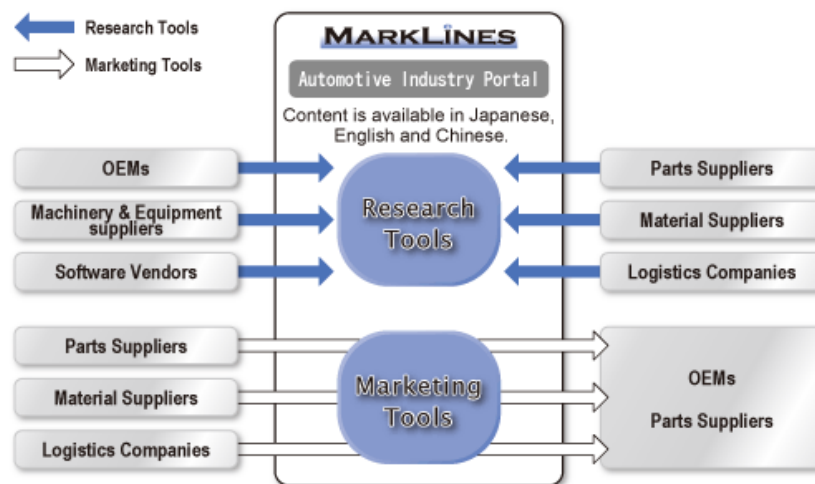 Research Tools
Marketing Tools
MARKLINES
Automotive Industry Portal
Content is available in Japanese,
English and Chinese.
OEMs
Machinery & Equipment
suppliers
Software Vendors
Research
Tools
Parts Suppliers
Material Suppliers
Logistics Companies
Parts Suppliers
Material Suppliers
Logistics Companies
Marketing
Tools
OEMs
Parts Suppliers